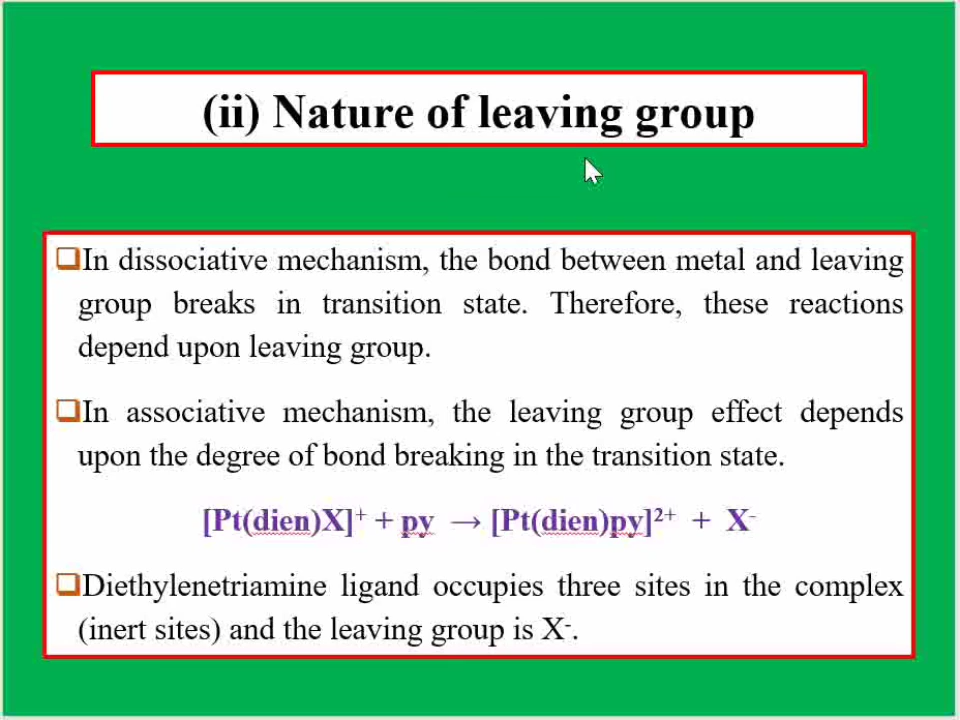 (ii) Nature of leaving group
❑In dissociative mechanism, the bond between metal and leaving
group breaks in transition state. Therefore, these reactions
depend upon leaving group.
❑In associative mechanism, the leaving group effect depends
upon the degree of bond breaking in the transition state.
[Pt(dien)X]⁺ + py → [Pt(dien)py]²⁺ + X⁻
❑Diethylenetriamine ligand occupies three sites in the complex
(inert sites) and the leaving group is X⁻.